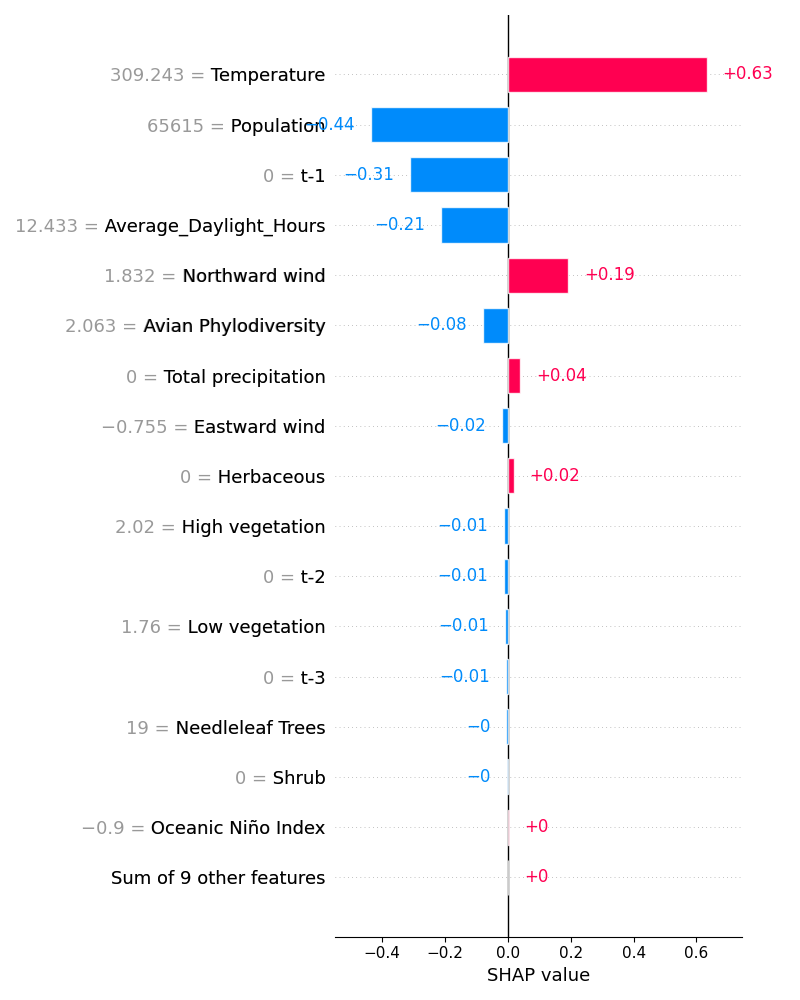 309.243 = Temperature +0.63
65615 = Population −0.44
0 = t-1 −0.31
12.433 = Average_Daylight_Hours −0.21
1.832 = Northward wind +0.19
2.063 = Avian Phylodiversity −0.08
0 = Total precipitation +0.04
−0.755 = Eastward wind −0.02
0 = Herbaceous +0.02
2.02 = High vegetation −0.01
0 = t-2 −0.01
1.76 = Low vegetation −0.01
0 = t-3 −0.01
19 = Needleleaf Trees −0
0 = Shrub −0
−0.9 = Oceanic Niño Index +0
Sum of 9 other features +0
−0.4 −0.2 0.0 0.2 0.4 0.6
SHAP value